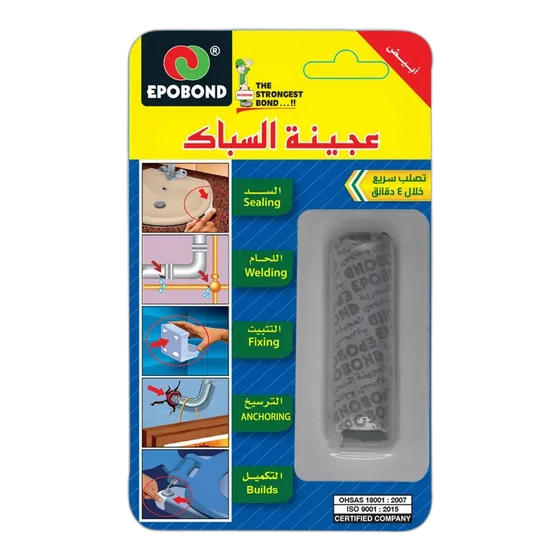 EPOBOND
®
THE
STRONGEST
BOND...!!
أبيض
عجينة السباك
تصلب سريع
خلال ٤ دقائق
السد
Sealing
اللحام
Welding
التثبيت
Fixing
الترسيخ
ANCHORING
التكميل
Builds
EPOBOND
EPOBOND
EPOBOND
OHSAS 18001 : 2007
ISO 9001 : 2015
CERTIFIED COMPANY